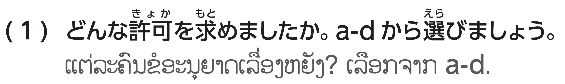 (1) どんな許可を求めましたか。a-d から選びましょう。
ແຕ່ລະຄົນຂໍອະນຸຍາດເລື່ອງຫຍັງ? ເລືອກຈາກ a-d.